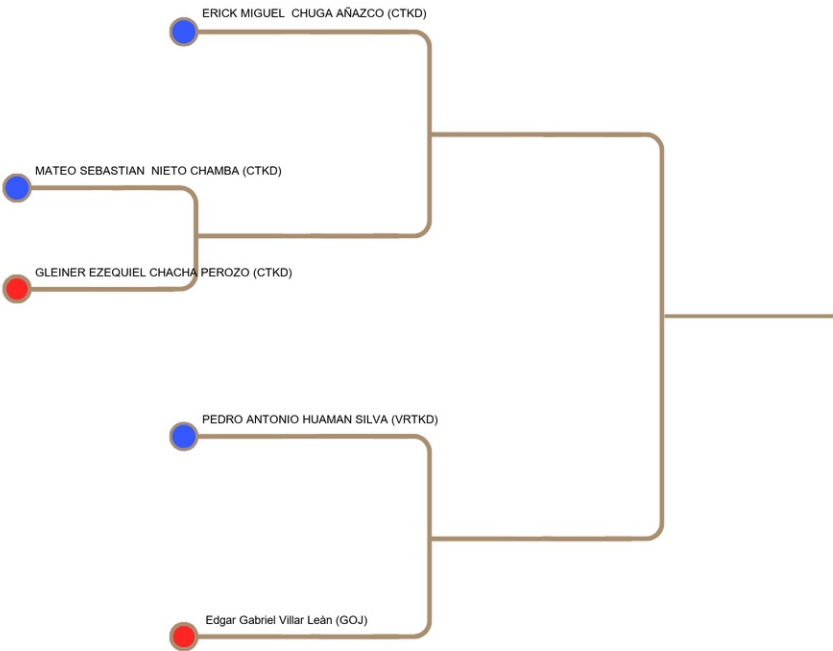 ERICK MIGUEL  CHUGA AÑAZCO (CTKD)
MATEO SEBASTIAN  NIETO CHAMBA (CTKD)
GLEINER EZEQUIEL CHACHA PEROZO (CTKD)
PEDRO ANTONIO HUAMAN SILVA (VRTKD)
Edgar Gabriel Villar Leàn (GOJ)